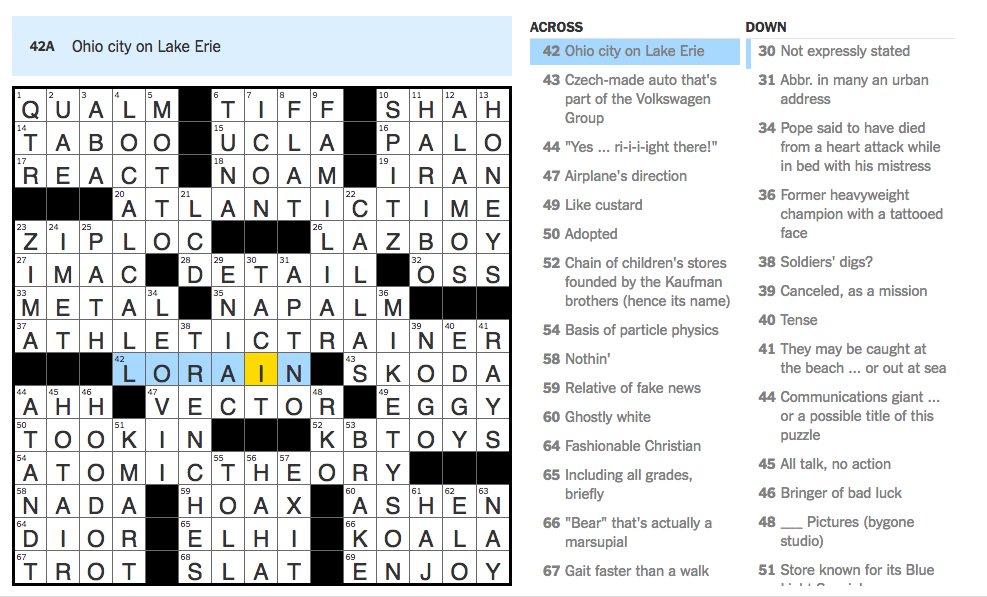 42A Ohio city on Lake Erie
1 2 3 4 5 6 7 8 9 10 11 12 13
Q U A L M T I F F S H A H
14 15 16
T A B O O U C L A P A L O
17 18 19
R E A C T N O A M I R A N
20 21 22
A T L A N T I C T I M E
23 24 25 26
Z I P L O C L A Z B O Y
27 28 29 30 31 32
I M A C D E T A I L O S S
33 34 35 36
M E T A L N A P A L M
37 38 39 40 41
A T H L E T I C T R A I N E R
42 43
L O R A I N S K O D A
44 45 46 47 48 49
A H H V E C T O R E G G Y
50 51 52 53
T O O K I N K B T O Y S
54 55 56 57
A T O M I C T H E O R Y
58 59 60 61 62 63
N A D A H O A X A S H E N
64 65 66
D I O R E L H I K O A L A
67 68 69
T R O T S L A T E N J O Y
ACROSS
42 Ohio city on Lake Erie
43 Czech-made auto that's
part of the Volkswagen
Group
44 "Yes ... ri-i-i-ight there!"
47 Airplane's direction
49 Like custard
50 Adopted
52 Chain of children's stores
founded by the Kaufman
brothers (hence its name)
54 Basis of particle physics
58 Nothin'
59 Relative of fake news
60 Ghostly white
64 Fashionable Christian
65 Including all grades,
briefly
66 "Bear" that's actually a
marsupial
67 Gait faster than a walk
DOWN
30 Not expressly stated
31 Abbr. in many an urban
address
34 Pope said to have died
from a heart attack while
in bed with his mistress
36 Former heavyweight
champion with a tattooed
face
38 Soldiers' digs?
39 Canceled, as a mission
40 Tense
41 They may be caught at
the beach ... or out at sea
44 Communications giant ...
or a possible title of this
puzzle
45 All talk, no action
46 Bringer of bad luck
48 ___ Pictures (bygone
studio)
51 Store known for its Blue